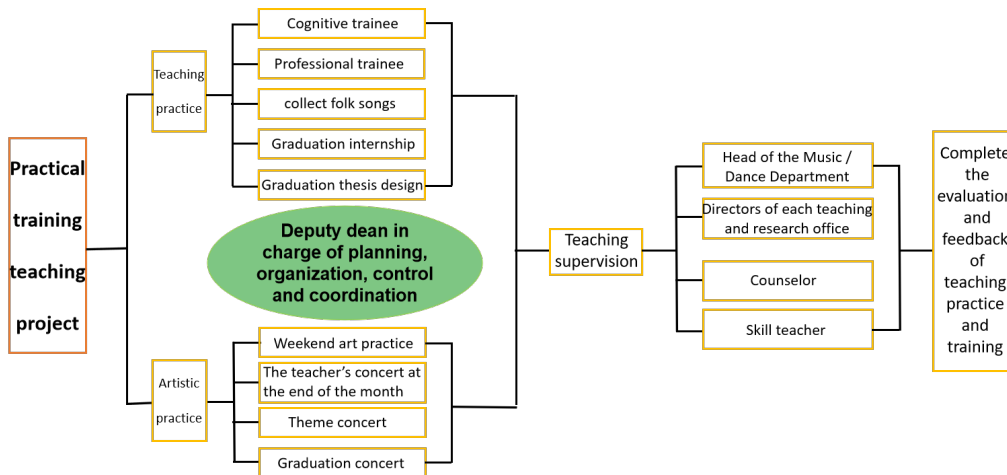 Practical
training
teaching
project
Teaching
practice
Cognitive trainee
Professional trainee
collect folk songs
Graduation internship
Graduation thesis design
Deputy dean in
charge of planning,
organization, control
and coordination
Artistic
practice
Weekend art practice
The teacher's concert at
the end of the month
Theme concert
Graduation concert
Teaching
supervision
Head of the Music /
Dance Department
Directors of each teaching
and research office
Counselor
Skill teacher
Complete
the
evaluation
and
feedback
of
teaching
practice
and
training